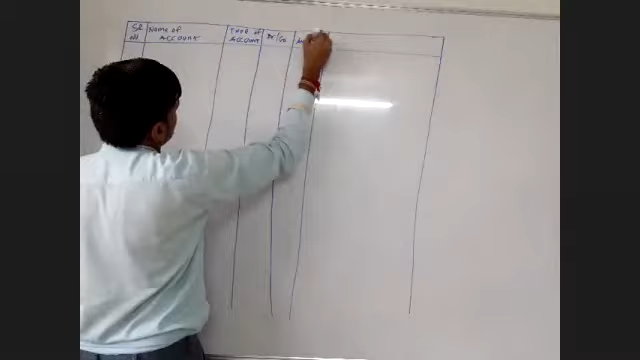 SR Name of
No Account
Type of
Account
Dr/Cr